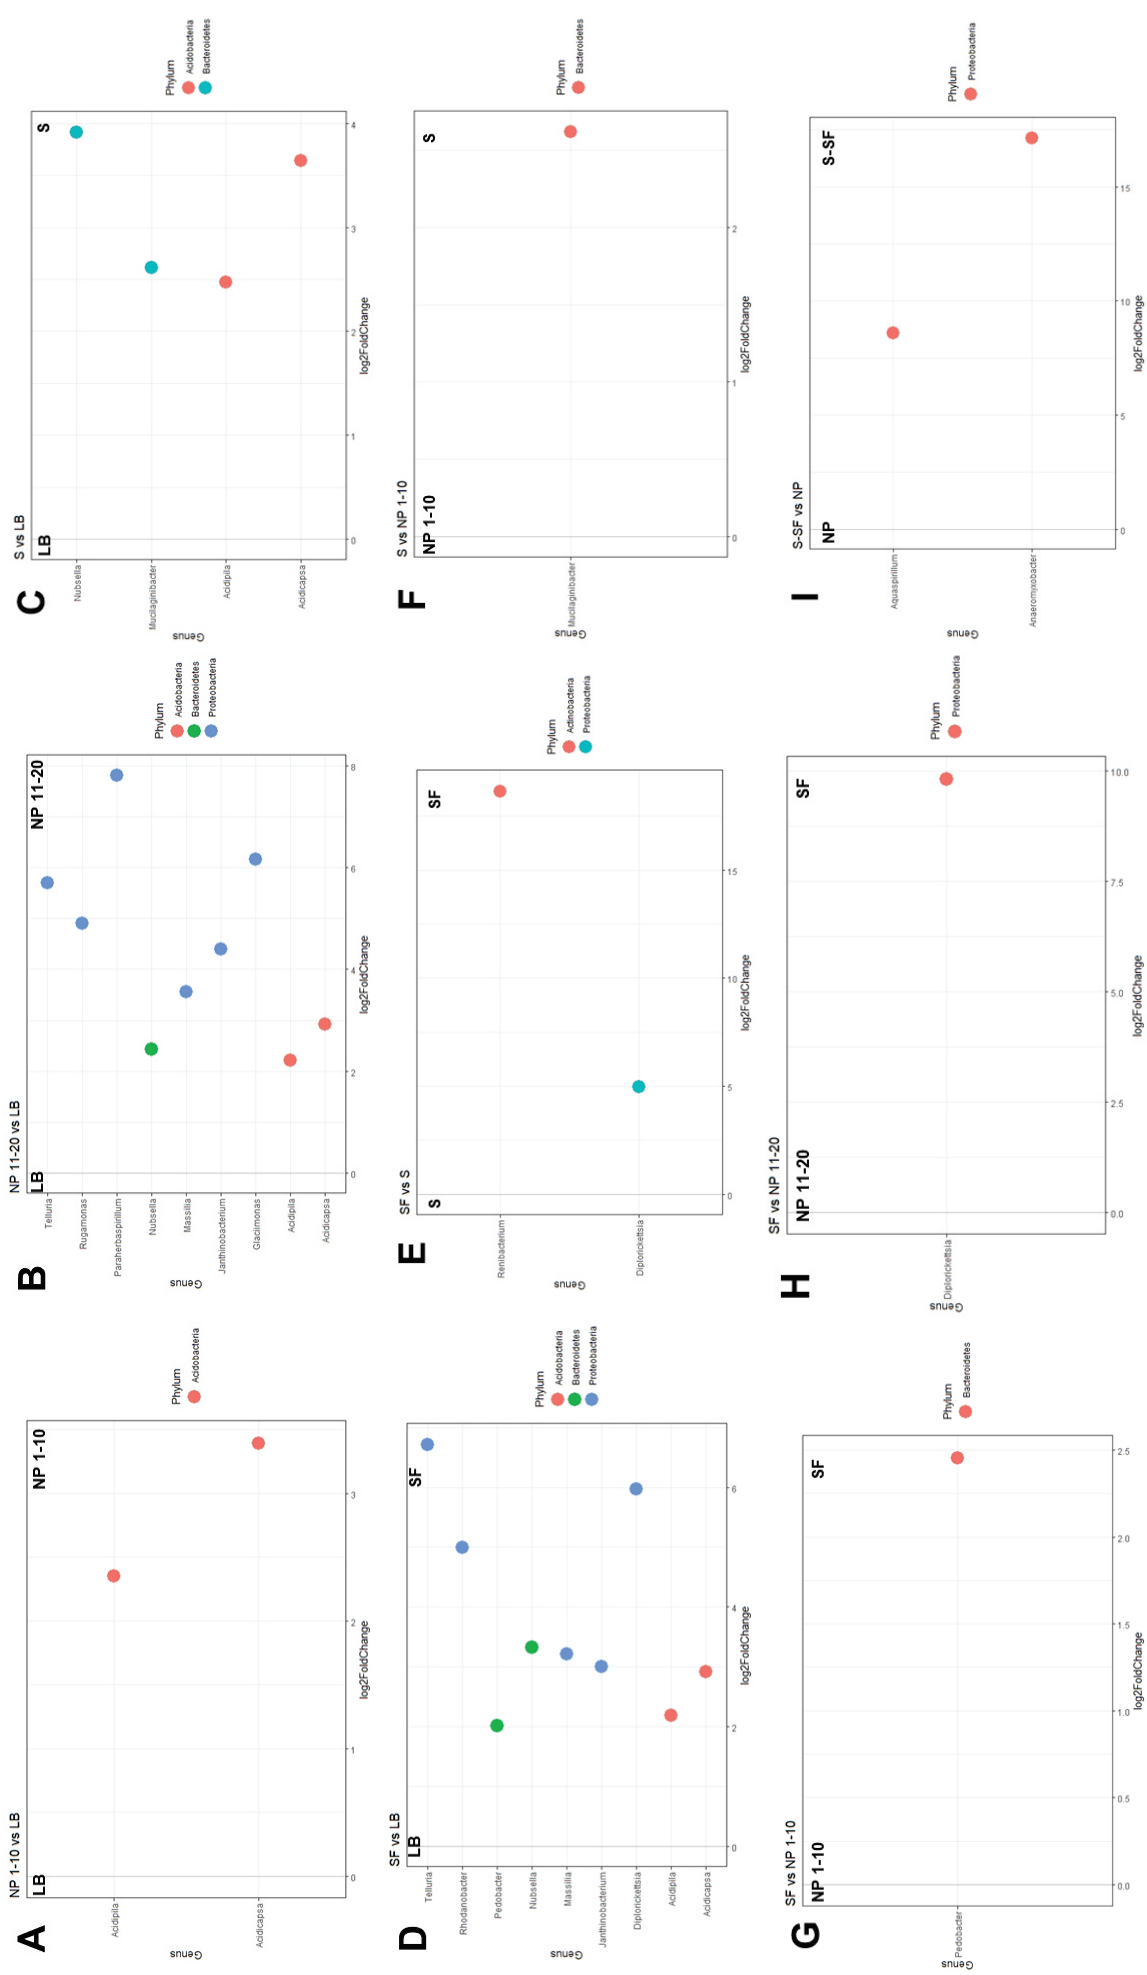 A
NP 1-10 vs LB
LB
NP 1-10
Acidipila
Acidicapsa
Genus
0
1
2
3
log2FoldChange
Phylum
Acidobacteria
B
NP 11-20 vs LB
LB
NP 11-20
Telluria
Rugamonas
Paraherbaspirillum
Nubsella
Massilia
Janthinobacterium
Glaciimonas
Acidipila
Acidicapsa
Genus
0
2
4
6
8
log2FoldChange
Phylum
Acidobacteria
Bacteroidetes
Proteobacteria
C
S vs LB
LB
S
Nubsella
Mucilaginibacter
Acidipila
Acidicapsa
Genus
0
1
2
3
4
log2FoldChange
Phylum
Acidobacteria
Bacteroidetes
D
SF vs LB
LB
SF
Telluria
Rhodanobacter
Pedobacter
Nubsella
Massilia
Janthinobacterium
Diplorickettsia
Acidipila
Acidicapsa
Genus
0
2
4
6
log2FoldChange
Phylum
Acidobacteria
Bacteroidetes
Proteobacteria
E
SF vs S
S
SF
Renibacterium
Diplorickettsia
Genus
0
5
10
15
log2FoldChange
Phylum
Actinobacteria
Proteobacteria
F
S vs NP 1-10
NP 1-10
S
Mucilaginibacter
Genus
0
1
2
log2FoldChange
Phylum
Bacteroidetes
G
SF vs NP 1-10
NP 1-10
SF
Pedobacter
Genus
0.0
0.5
1.0
1.5
2.0
2.5
log2FoldChange
Phylum
Bacteroidetes
H
SF vs NP 11-20
NP 11-20
SF
Diplorickettsia
Genus
0.0
2.5
5.0
7.5
10.0
log2FoldChange
Phylum
Proteobacteria
I
S-SF vs NP
NP
S-SF
Aquaspirillum
Anaeromyxobacter
Genus
0
5
10
15
log2FoldChange
Phylum
Proteobacteria